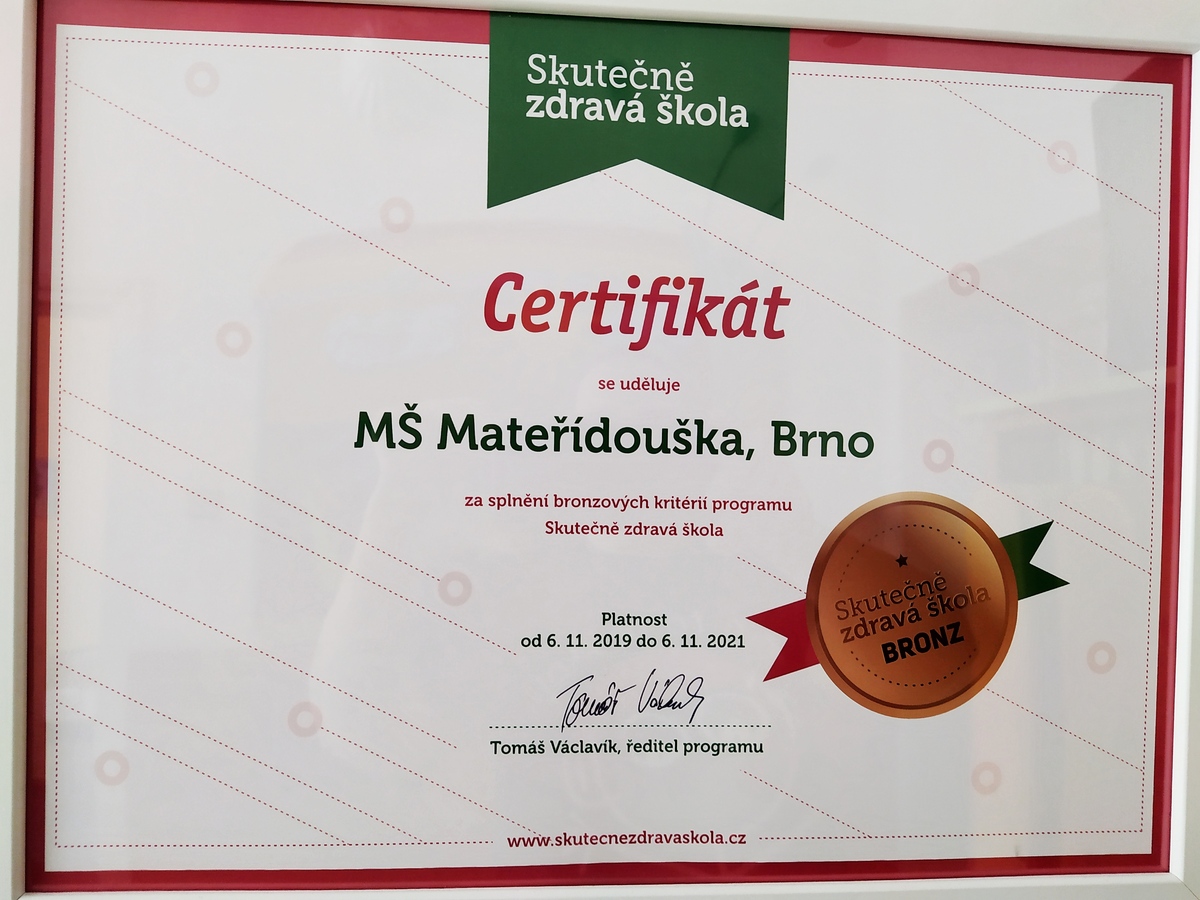 Skutečně
zdravá škola
Certifikát
se uděluje
MŠ Mateřídouška, Brno
za splnění bronzových kritérií programu
Skutečně zdravá škola
Skutečně
zdravá škola
BRONZ
Platnost
od 6. 11. 2019 do 6. 11. 2021
Tomáš Václavík, ředitel programu
www.skutecnezdravaskola.cz